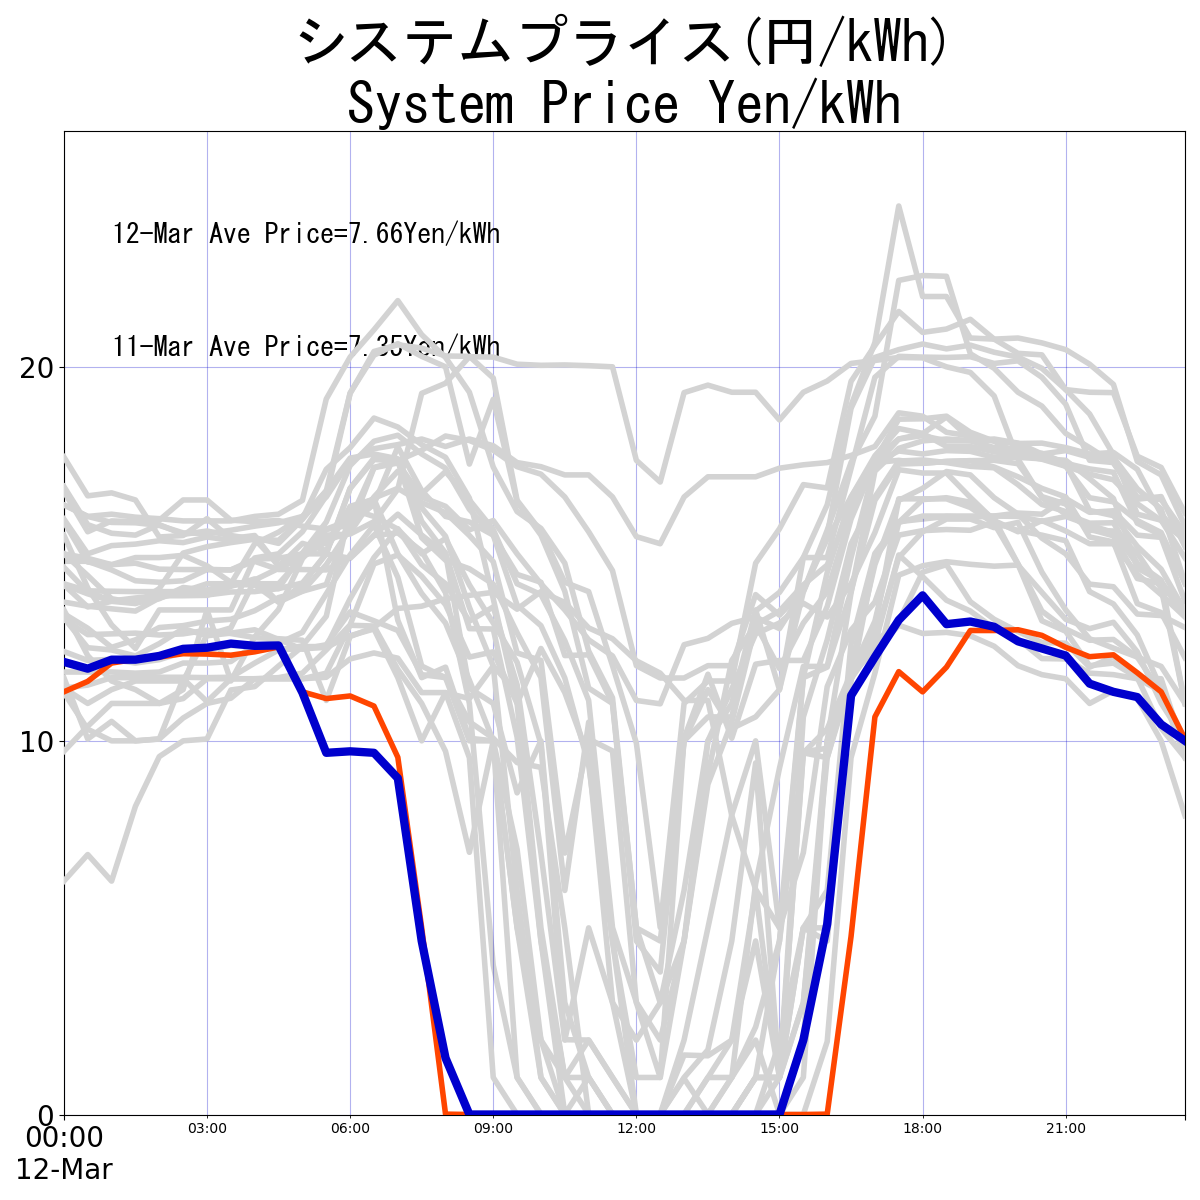 システムプライス(円/kWh)
System Price Yen/kWh
12-Mar Ave Price=7.66Yen/kWh
11-Mar Ave Price=7.35Yen/kWh
20
10
0
00:00 03:00 06:00 09:00 12:00 15:00 18:00 21:00
12-Mar